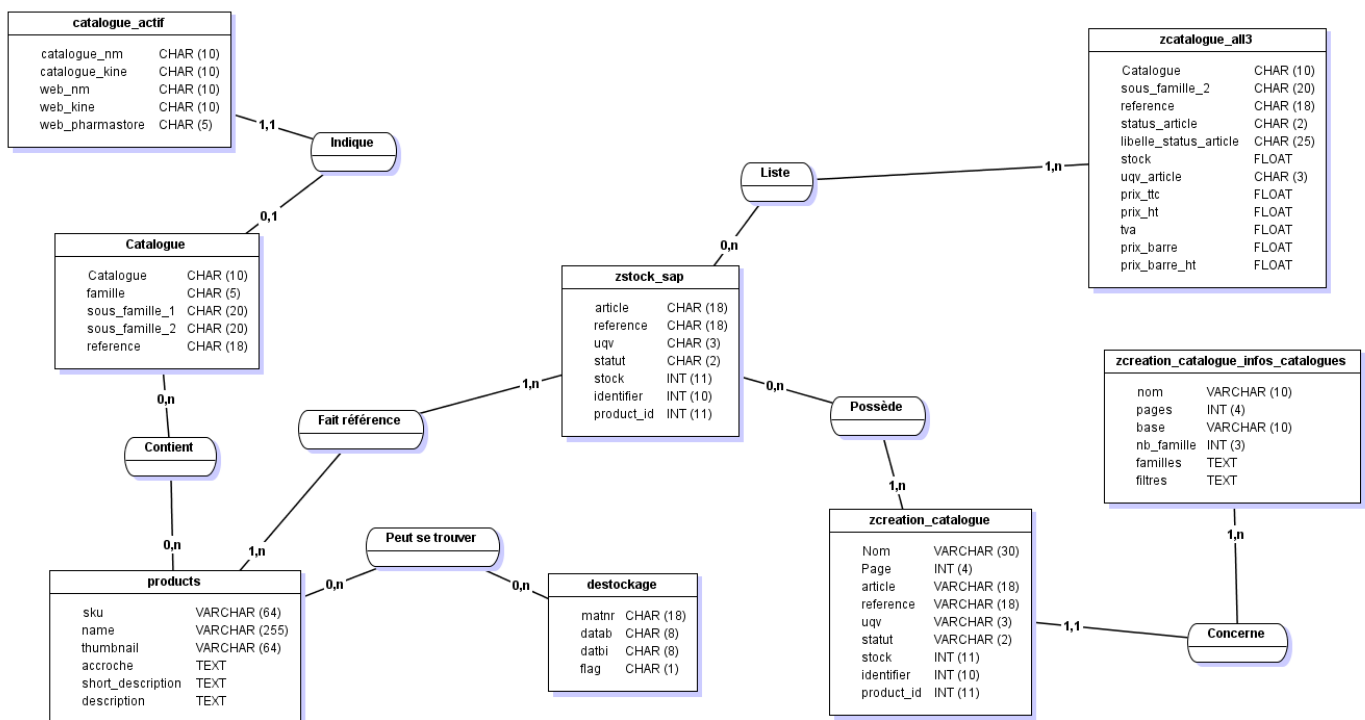 catalogue_actif
catalogue_nm CHAR (10)
catalogue_kine CHAR (10)
web_nm CHAR (10)
web_kine CHAR (10)
web_pharmastore CHAR (5)
1,1
Indique
0,1
Catalogue
Catalogue CHAR (10)
famille CHAR (5)
sous_famille_1 CHAR (20)
sous_famille_2 CHAR (20)
reference CHAR (18)
0,n
Contient
0,n
products
sku VARCHAR (64)
name VARCHAR (255)
thumbnail VARCHAR (64)
accroche TEXT
short_description TEXT
description TEXT
1,n
Fait référence
1,n
0,n
Peut se trouver
0,n
destockage
matnr CHAR (18)
datab CHAR (8)
datbi CHAR (8)
flag CHAR (1)
zstock_sap
article CHAR (18)
reference CHAR (18)
uqv CHAR (3)
statut CHAR (2)
stock INT (11)
identifier INT (10)
product_id INT (11)
0,n
Liste
1,n
zcatalogue_all3
Catalogue CHAR (10)
sous_famille_2 CHAR (20)
reference CHAR (18)
status_article CHAR (2)
libelle_status_article CHAR (25)
stock FLOAT
uqv_article CHAR (3)
prix_ttc FLOAT
prix_ht FLOAT
tva FLOAT
prix_barre FLOAT
prix_barre_ht FLOAT
0,n
Possède
1,n
zcreation_catalogue
Nom VARCHAR (30)
Page INT (4)
article VARCHAR (18)
reference VARCHAR (18)
uqv VARCHAR (3)
statut VARCHAR (2)
stock INT (11)
identifier INT (10)
product_id INT (11)
1,1
Concerne
1,n
zcreation_catalogue_infos_catalogues
nom VARCHAR (10)
pages INT (4)
base VARCHAR (10)
nb_famille INT (3)
familles TEXT
filtres TEXT